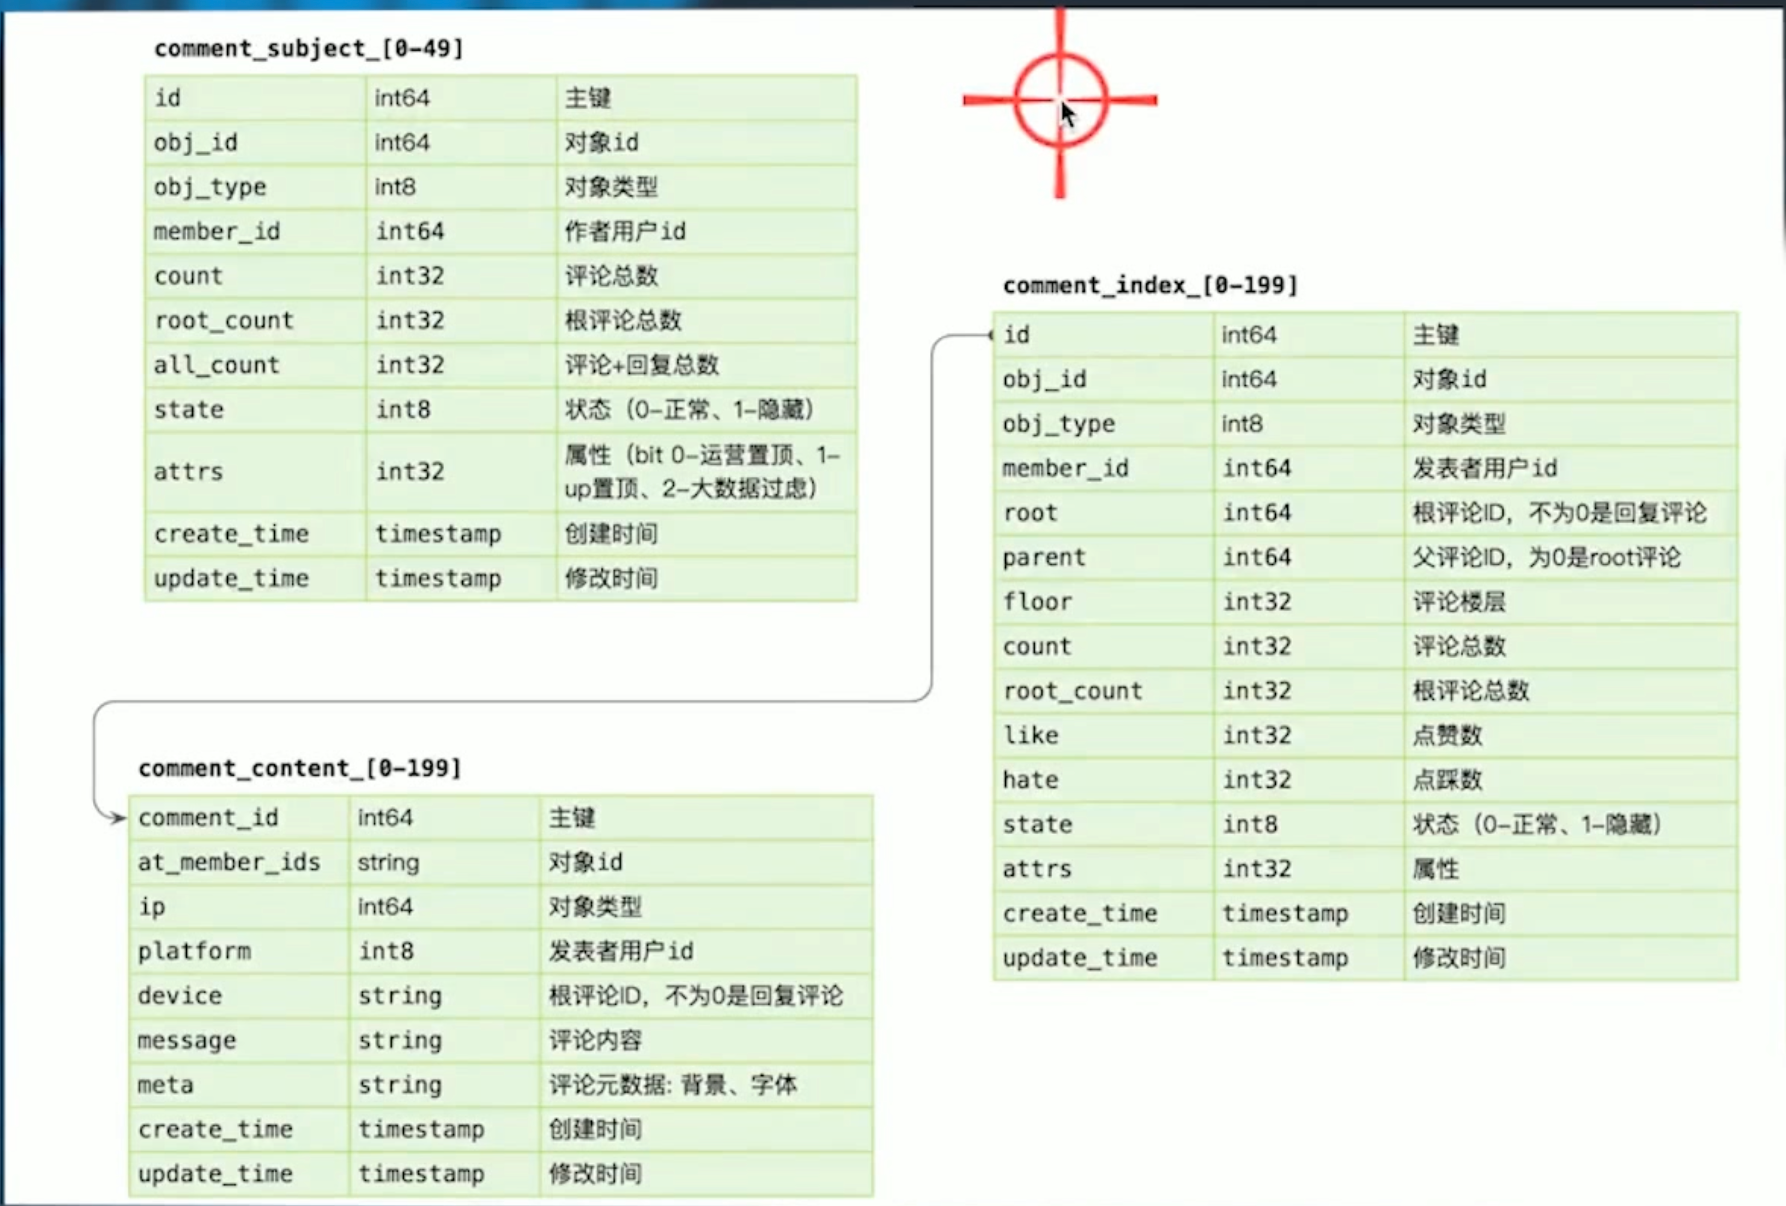 comment_subject_[0-49]
id int64 主键
obj_id int64 对象id
obj_type int8 对象类型
member_id int64 作者用户id
count int32 评论总数
root_count int32 根评论总数
all_count int32 评论+回复总数
state int8 状态（0-正常、1-隐藏）
attrs int32 属性（bit 0-运营置顶、1-
up置顶、2-大数据过虑）
create_time timestamp 创建时间
update_time timestamp 修改时间
comment_index_[0-199]
id int64 主键
obj_id int64 对象id
obj_type int8 对象类型
member_id int64 发表者用户id
root int64 根评论ID，不为0是回复评论
parent int64 父评论ID，为0是root评论
floor int32 评论楼层
count int32 评论总数
root_count int32 根评论总数
like int32 点赞数
hate int32 点踩数
state int8 状态（0-正常、1-隐藏）
attrs int32 属性
create_time timestamp 创建时间
update_time timestamp 修改时间
comment_content_[0-199]
comment_id int64 主键
at_member_ids string 对象id
ip int64 对象类型
platform int8 发表者用户id
device string 根评论ID，不为0是回复评论
message string 评论内容
meta string 评论元数据: 背景、字体
create_time timestamp 创建时间
update_time timestamp 修改时间